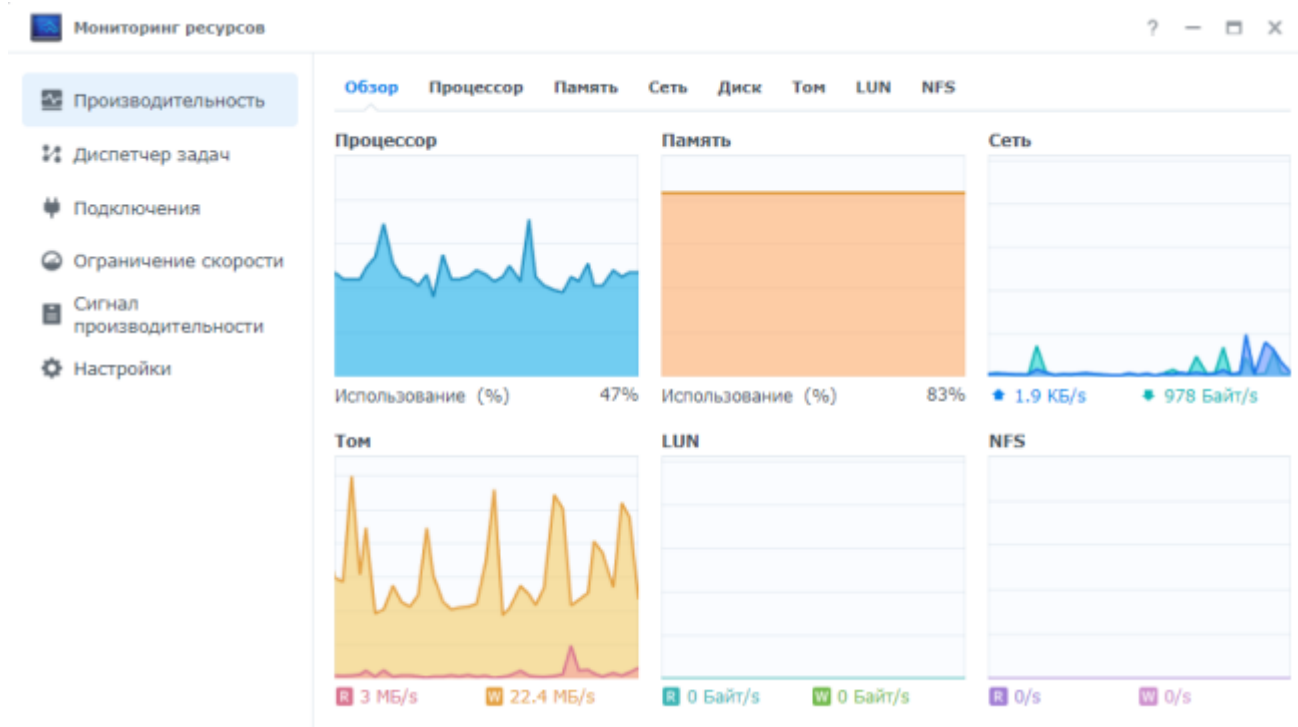 Мониторинг ресурсов
?
Производительность
Диспетчер задач
Подключения
Ограничение скорости
Сигнал
производительности
Настройки
Обзор Процессор Память Сеть Диск Том LUN NFS
Процессор
Использование (%) 47%
Память
Использование (%) 83%
Сеть
1.9 КБ/s 978 Байт/s
Том
R 3 МБ/s W 22.4 МБ/s
LUN
R 0 Байт/s W 0 Байт/s
NFS
R 0/s W 0/s